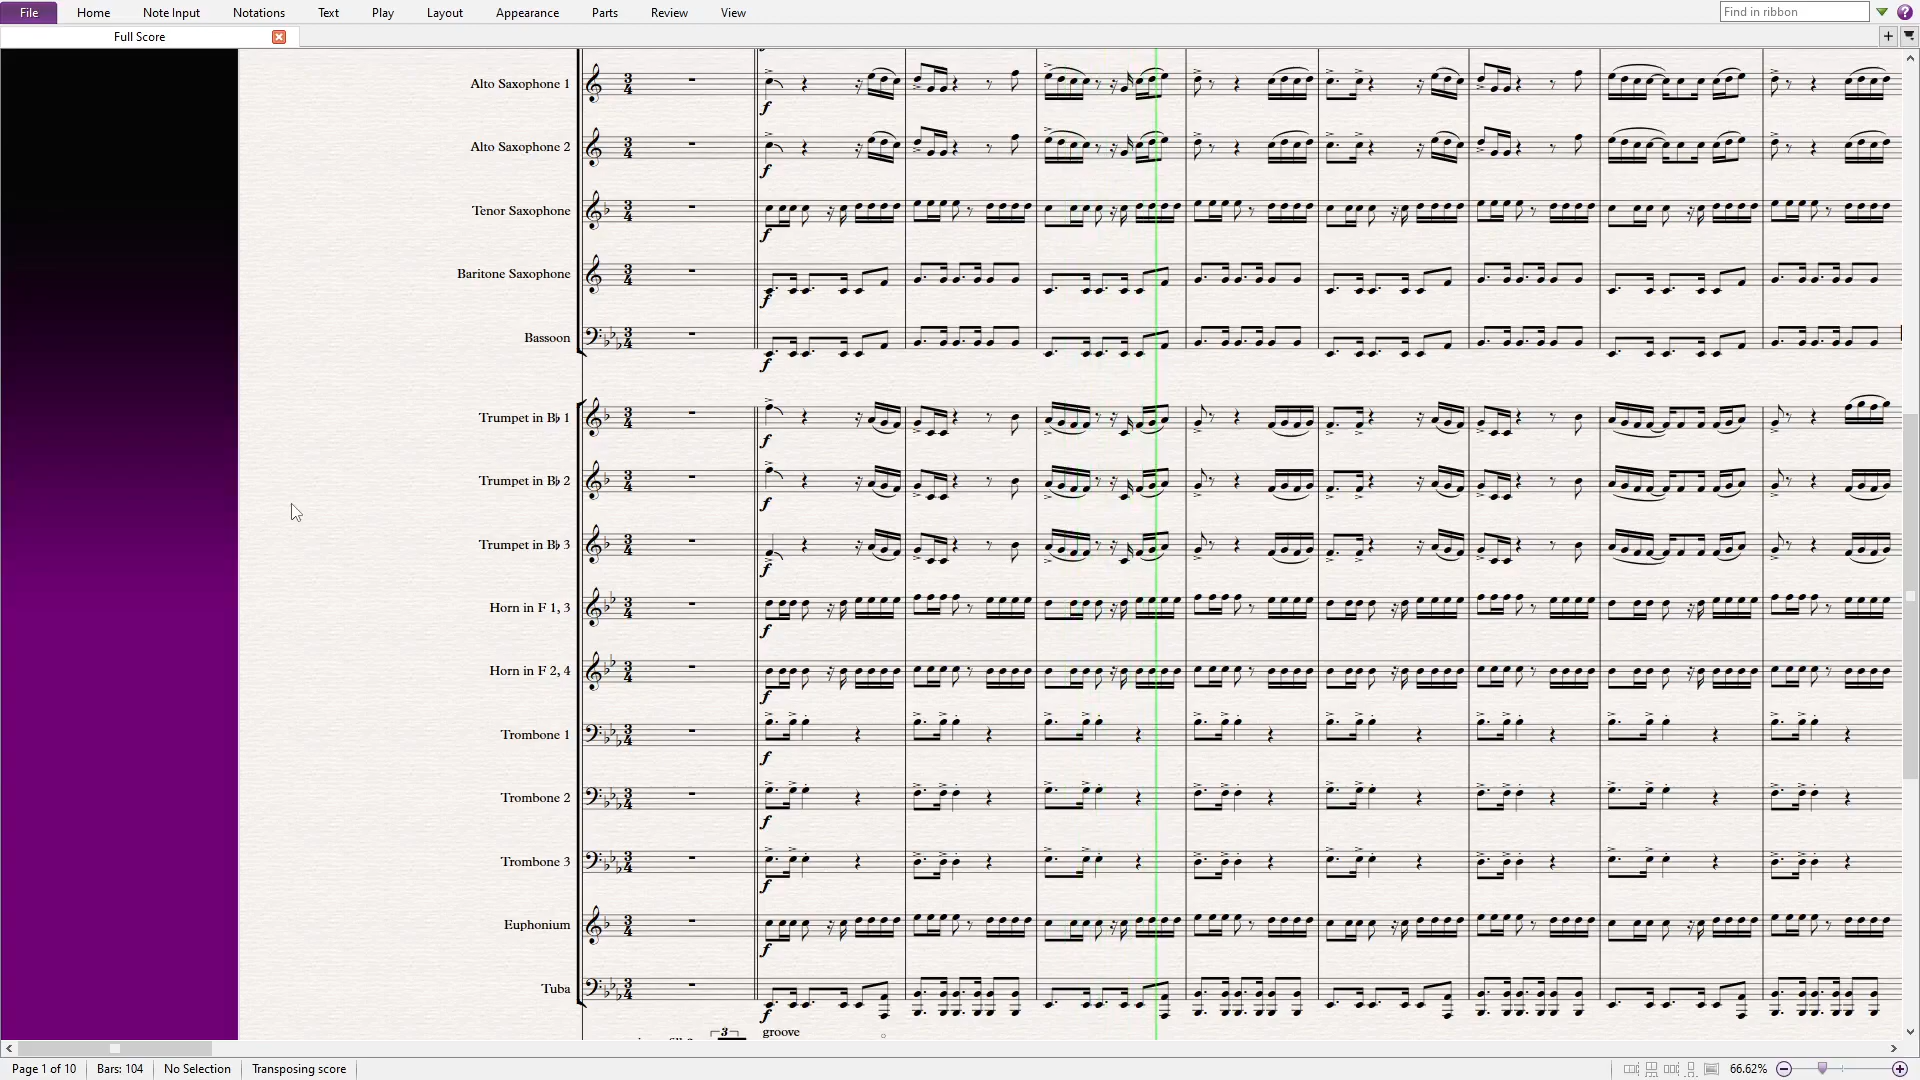 File Home Note Input Notations Text Play Layout Appearance Parts Review View Find in ribbon ?
Full Score
Alto Saxophone 1
f
Alto Saxophone 2
f
Tenor Saxophone
f
Baritone Saxophone
f
Bassoon
f
Trumpet in B♭ 1
f
Trumpet in B♭ 2
f
Trumpet in B♭ 3
f
Horn in F 1, 3
f
Horn in F 2, 4
f
Trombone 1
f
Trombone 2
f
Trombone 3
f
Euphonium
f
Tuba
f
3 groove
Page 1 of 10 Bars: 104 No Selection Transposing score 66.62%